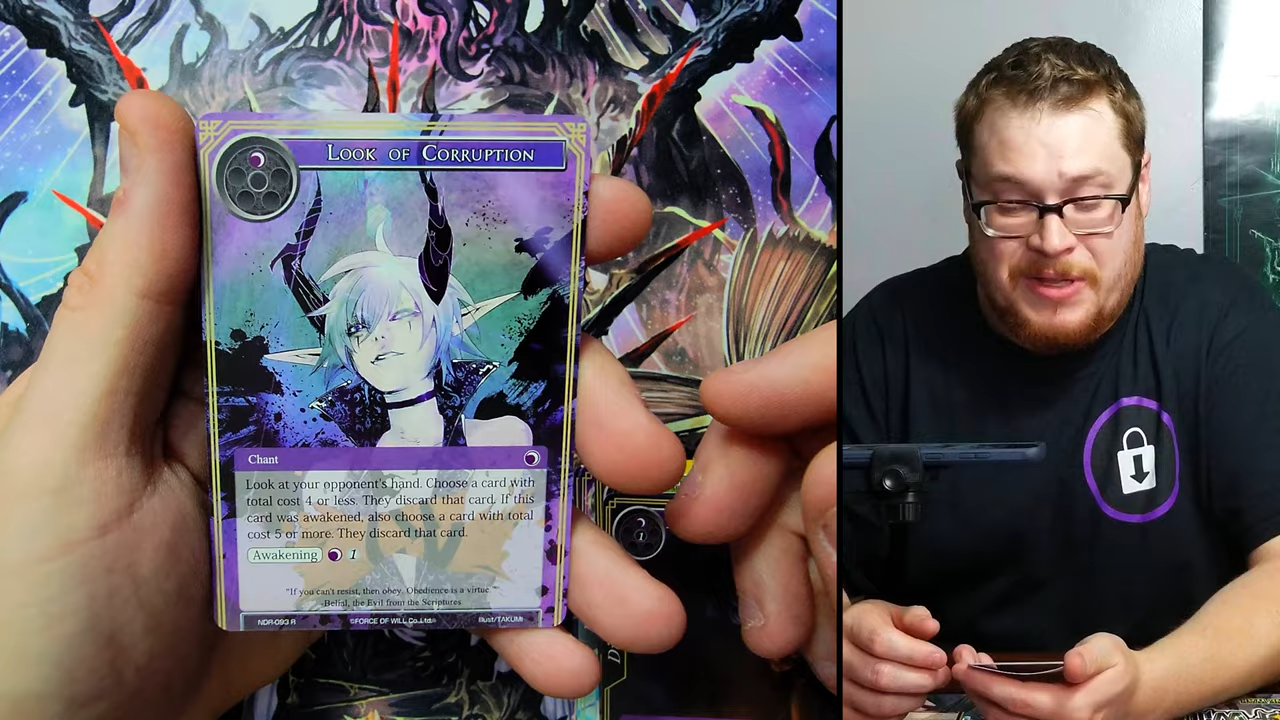 Look of Corruption
Chant
Look at your opponent's hand. Choose a card with
total cost 4 or less. They discard that card. If this
card was awakened, also choose a card with total
cost 5 or more. They discard that card.
Awakening 1
"If you can't resist, then obey. Obedience is a virtue."
-Belial, the Evil from the Scriptures
NDR-093 R ©FORCE OF WILL Co.,Ltd. Illust/TAKUMI
1